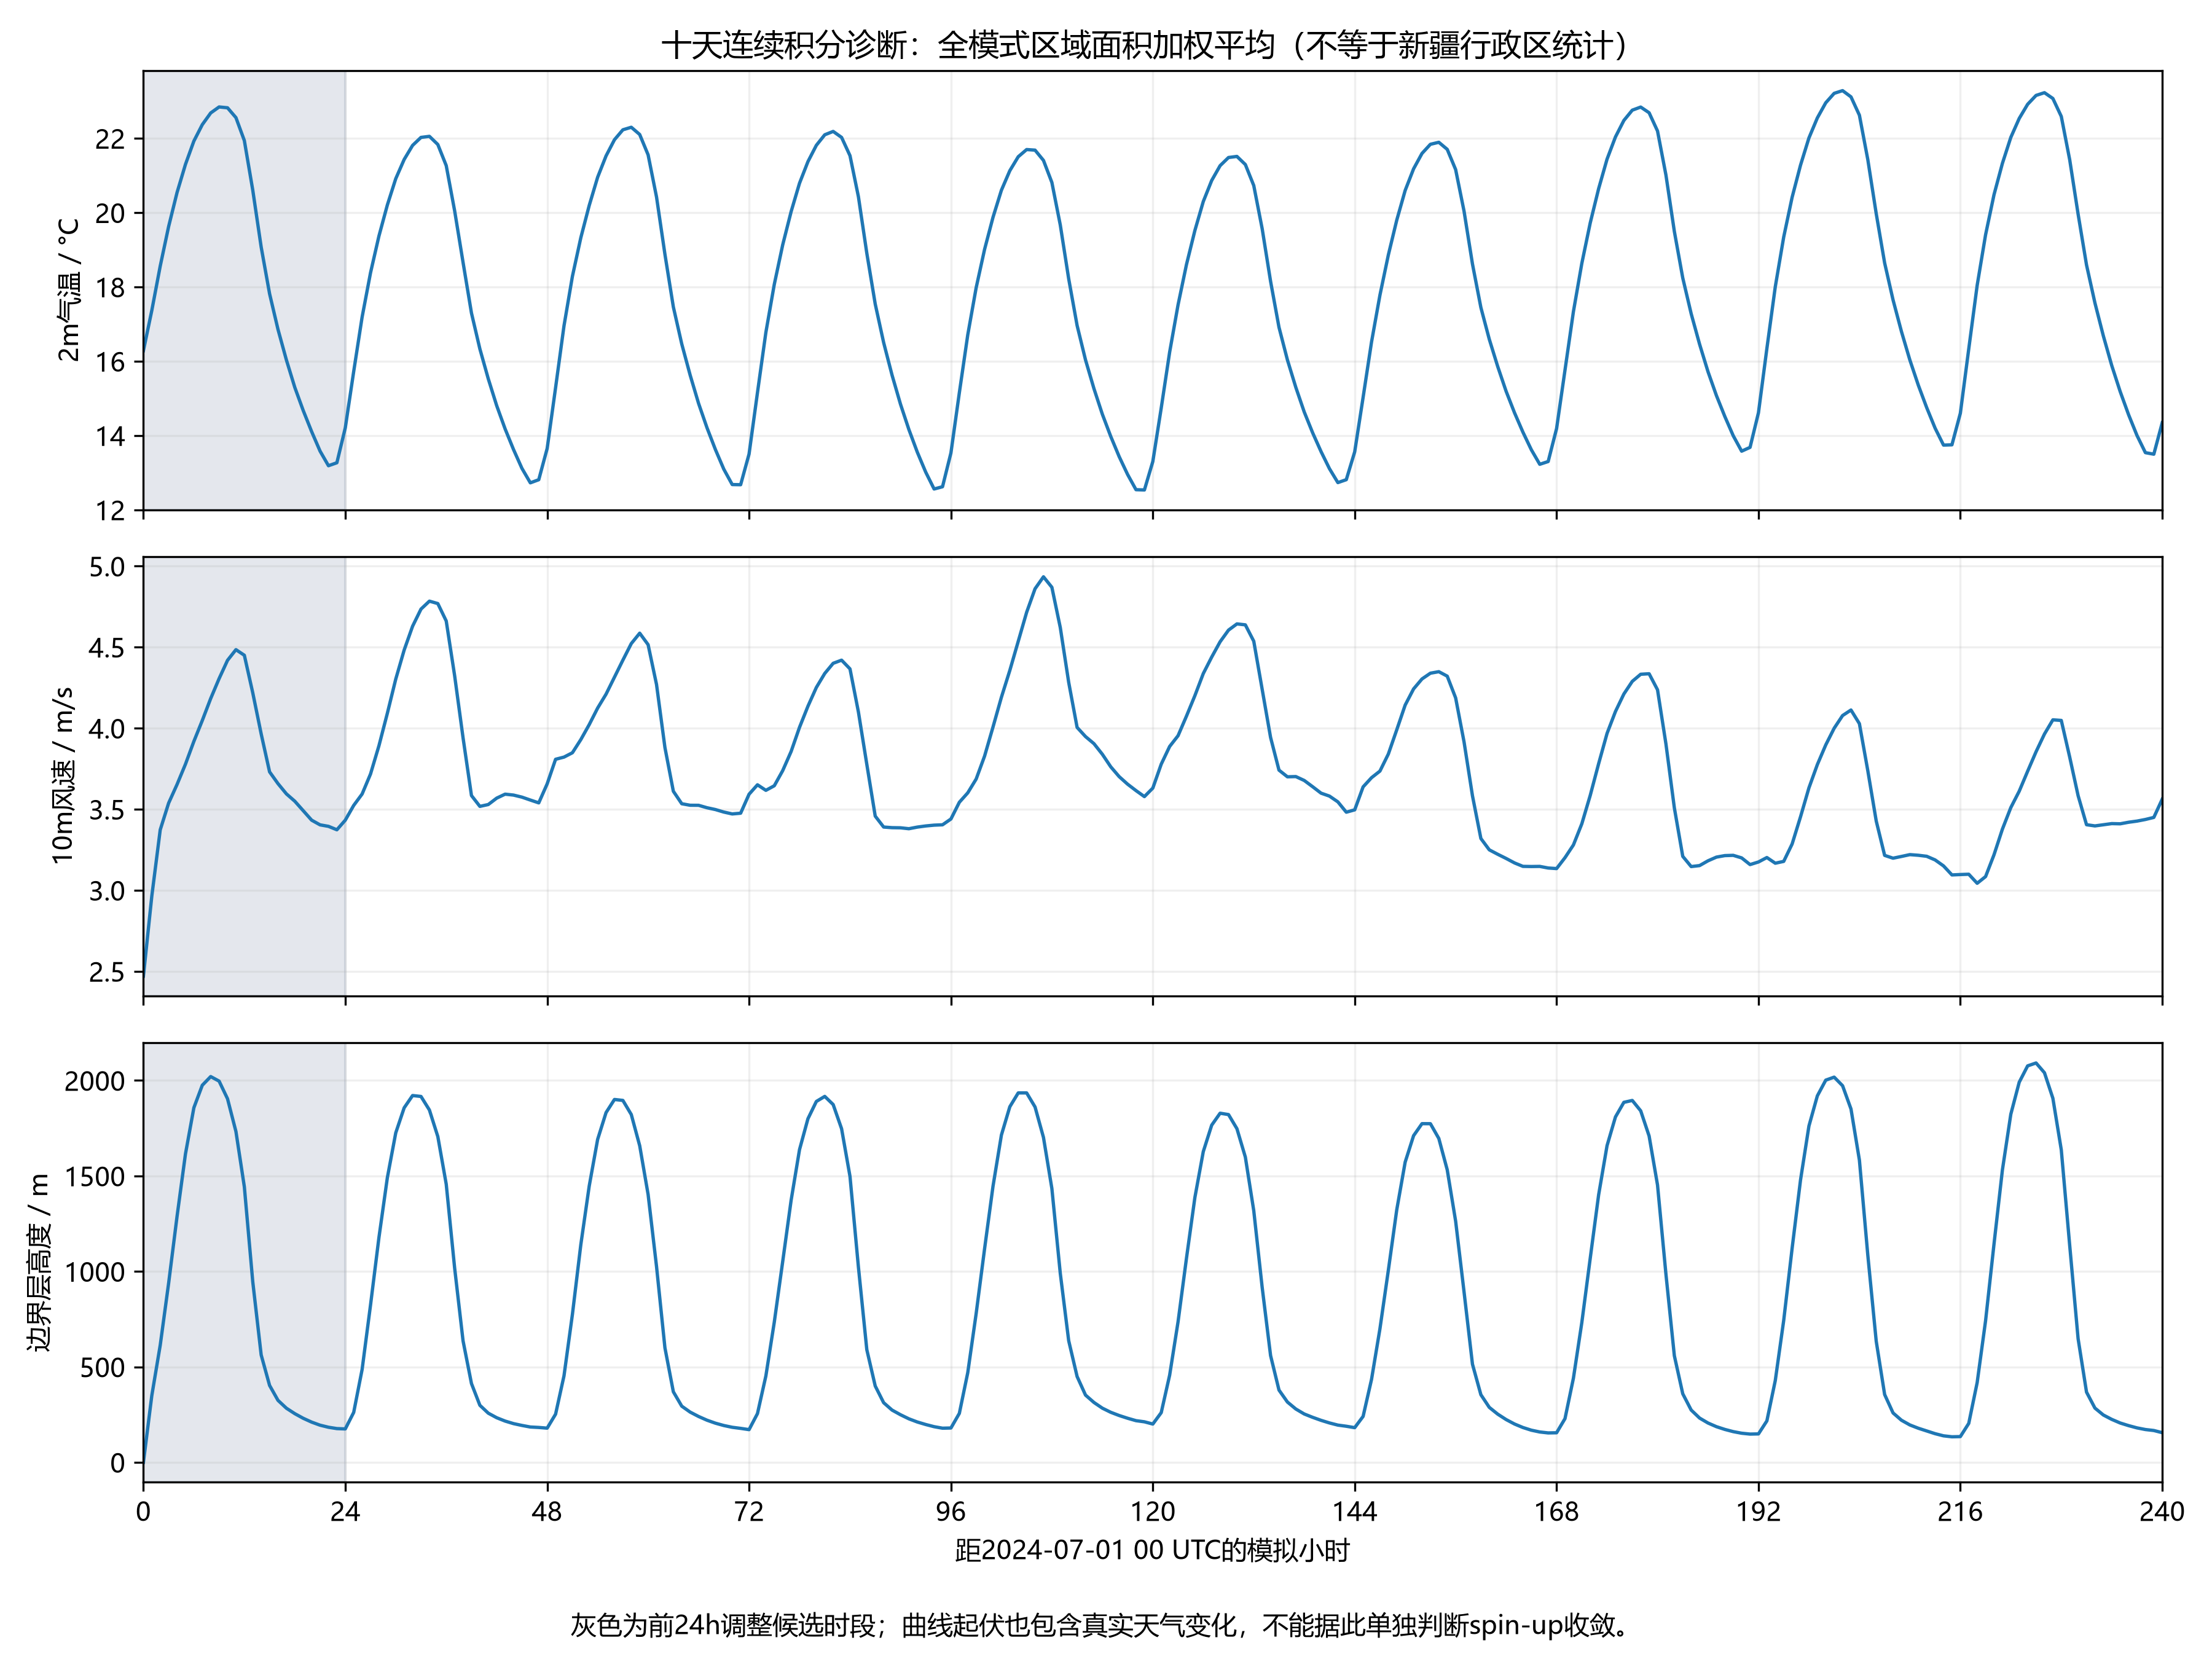 十天连续积分诊断：全模式区域面积加权平均（不等于新疆行政区统计）
2m气温 / °C
22
20
18
16
14
12
10m风速 / m/s
5.0
4.5
4.0
3.5
3.0
2.5
边界层高度 / m
2000
1500
1000
500
0
0 24 48 72 96 120 144 168 192 216 240
距2024-07-01 00 UTC的模拟小时
灰色为前24h调整候选时段；曲线起伏也包含真实天气变化，不能据此单独判断spin-up收敛。